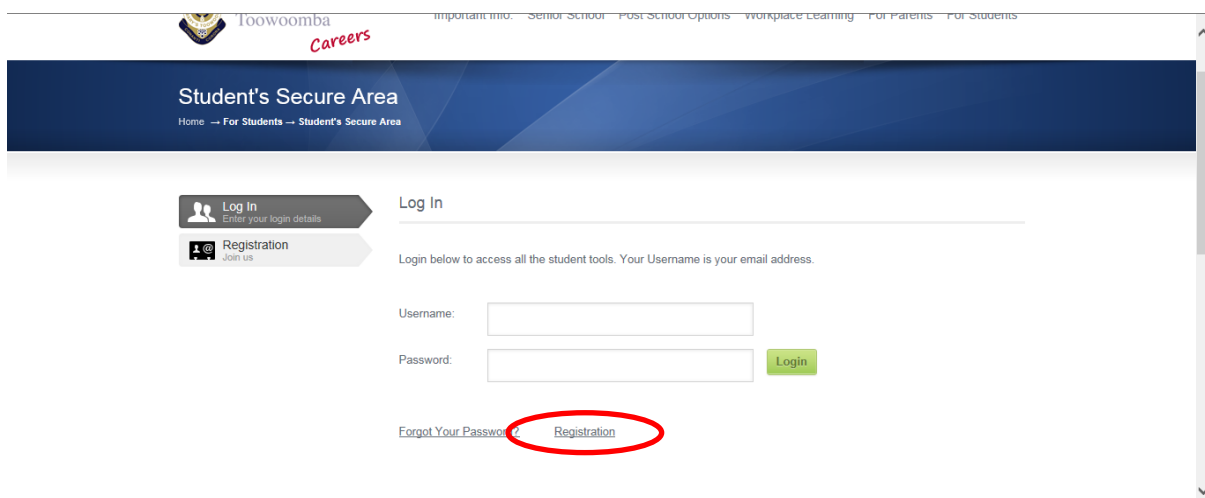 Toowoomba
Careers
Important Info: Senior School Post School Options Workplace Learning For Parents For Students
Student's Secure Area
Home → For Students → Student's Secure Area
Log In
Enter your login details
Registration
Join us
Log In
Login below to access all the student tools. Your Username is your email address.
Username:
Password:
Login
Forgot Your Password? Registration